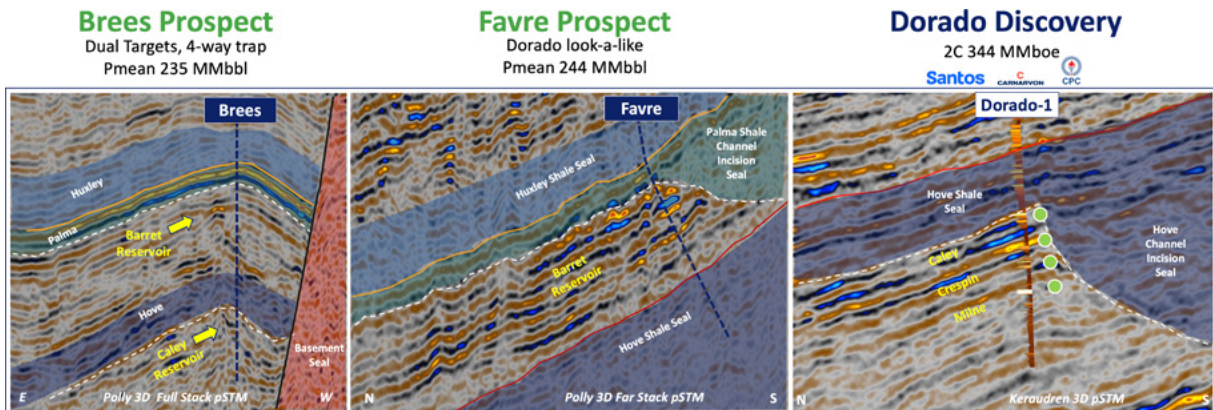 Brees Prospect
Dual Targets, 4-way trap
Pmean 235 MMbbl
Favre Prospect
Dorado look-a-like
Pmean 244 MMbbl
Dorado Discovery
2C 344 MMboe
Santos
CARNARVON
CPC
Brees
Huxley
Palma
Barret
Reservoir
Hove
Caley
Reservoir
Basement
Seal
E
Polly 3D Full Stack pSTM
W
Favre
Palma Shale
Channel
Incision
Seal
Huxley Shale Seal
Barret
Reservoir
Hove Shale Seal
N
Polly 3D Far Stack pSTM
S
Dorado-1
Hove Shale
Seal
Caley
Crespin
Milne
Hove
Channel
Incision
Seal
N
Keraudren 3D pSTM
S